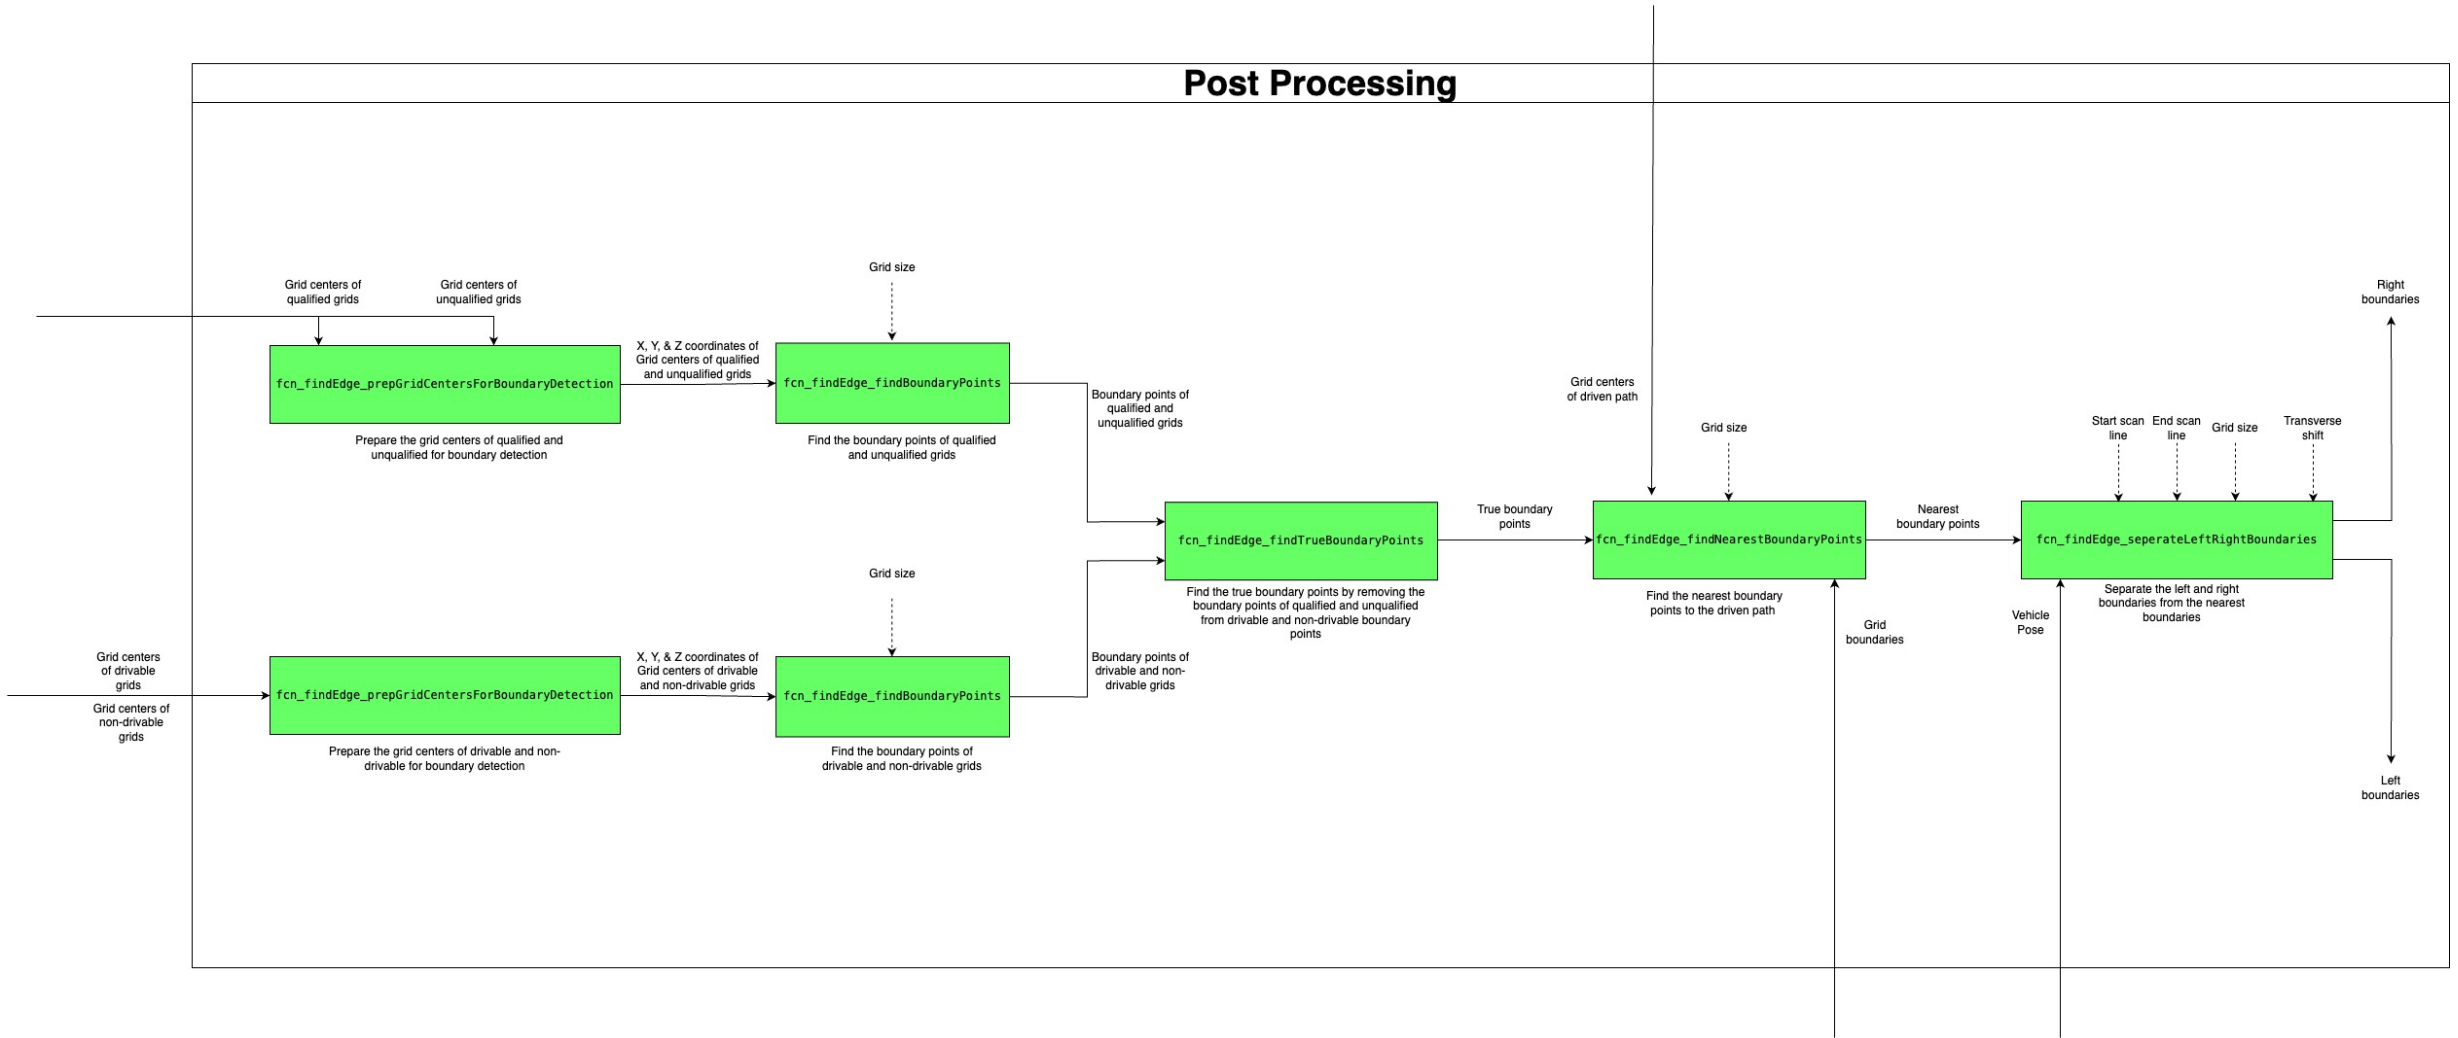 Post Processing
Grid centers of
qualified grids
Grid centers of
unqualified grids
fcn_findEdge_prepGridCentersForBoundaryDetection
Prepare the grid centers of qualified and
unqualified for boundary detection
X, Y, & Z coordinates of
Grid centers of qualified
and unqualified grids
Grid size
fcn_findEdge_findBoundaryPoints
Find the boundary points of qualified
and unqualified grids
Boundary points of
qualified and
unqualified grids
Grid centers
of drivable
grids
Grid centers of
non-drivable
grids
fcn_findEdge_prepGridCentersForBoundaryDetection
Prepare the grid centers of drivable and non-
drivable for boundary detection
X, Y, & Z coordinates of
Grid centers of drivable
and non-drivable grids
Grid size
fcn_findEdge_findBoundaryPoints
Find the boundary points of
drivable and non-drivable grids
Boundary points of
drivable and non-
drivable grids
fcn_findEdge_findTrueBoundaryPoints
Find the true boundary points by removing the
boundary points of qualified and unqualified
from drivable and non-drivable boundary
points
True boundary
points
Grid centers
of driven path
Grid size
fcn_findEdge_findNearestBoundaryPoints
Find the nearest boundary
points to the driven path
Grid
boundaries
Nearest
boundary points
Start scan
line
End scan
line
Grid size
Transverse
shift
fcn_findEdge_seperateLeftRightBoundaries
Separate the left and right
boundaries from the nearest
boundaries
Vehicle
Pose
Right
boundaries
Left
boundaries